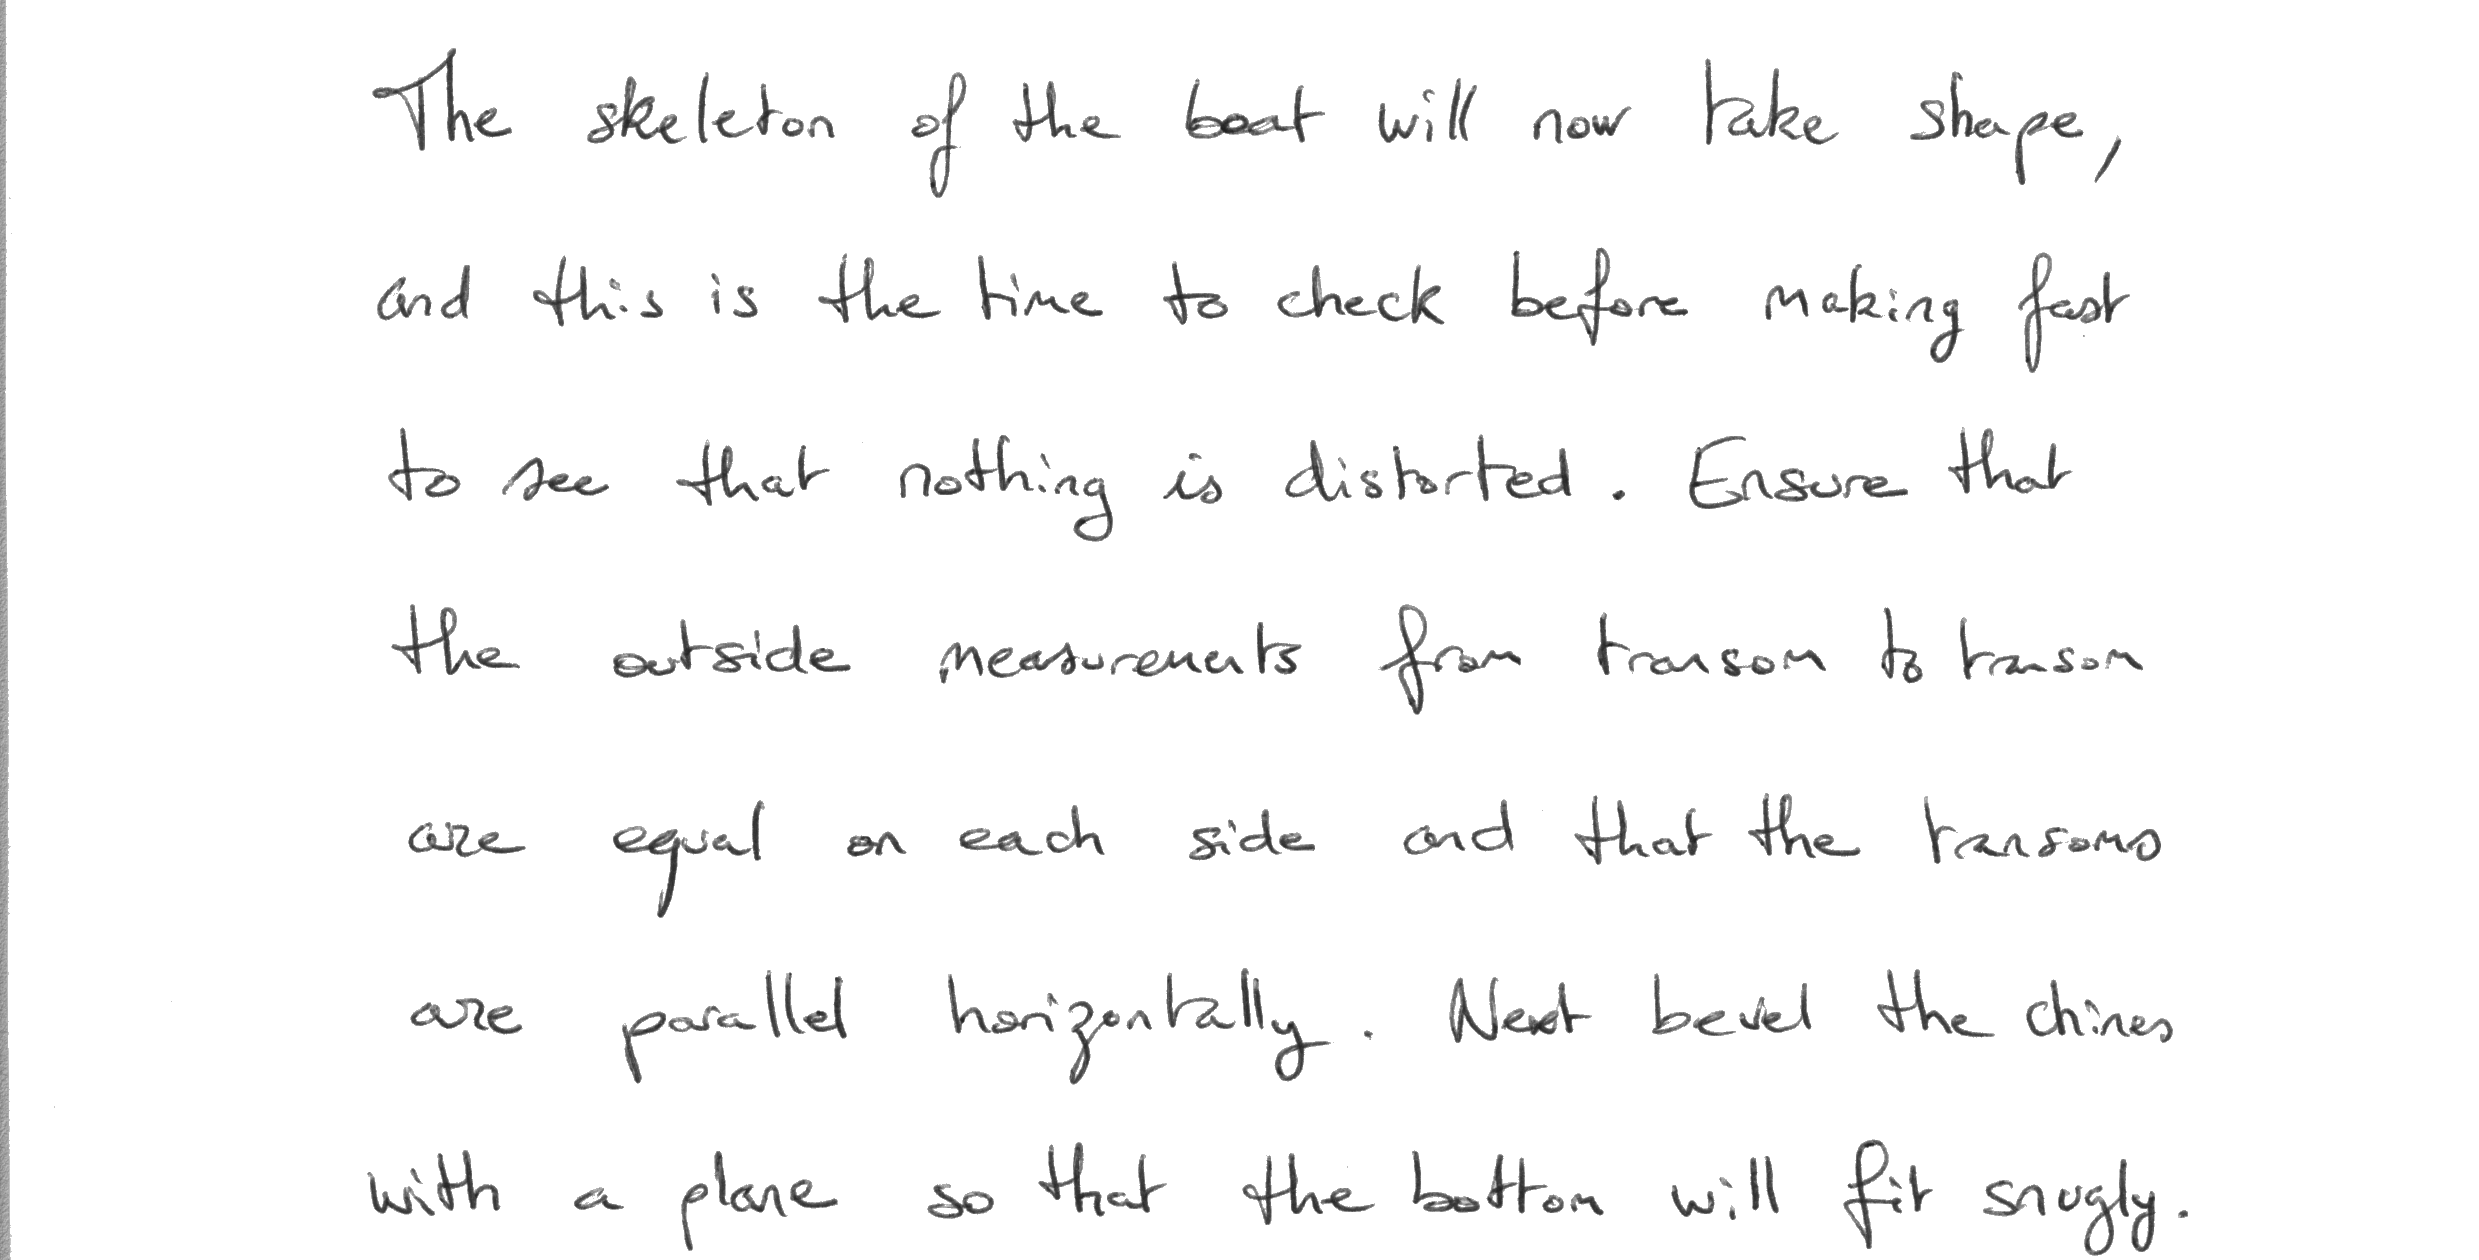 The skeleton of the boat will now take shape,
and this is the time to check before making fast
to see that nothing is distorted. Ensure that
the outside measurements from transom to transom
are equal on each side and that the transoms
are parallel horizontally. Next bevel the chines
with a plane so that the bottom will fit snugly.